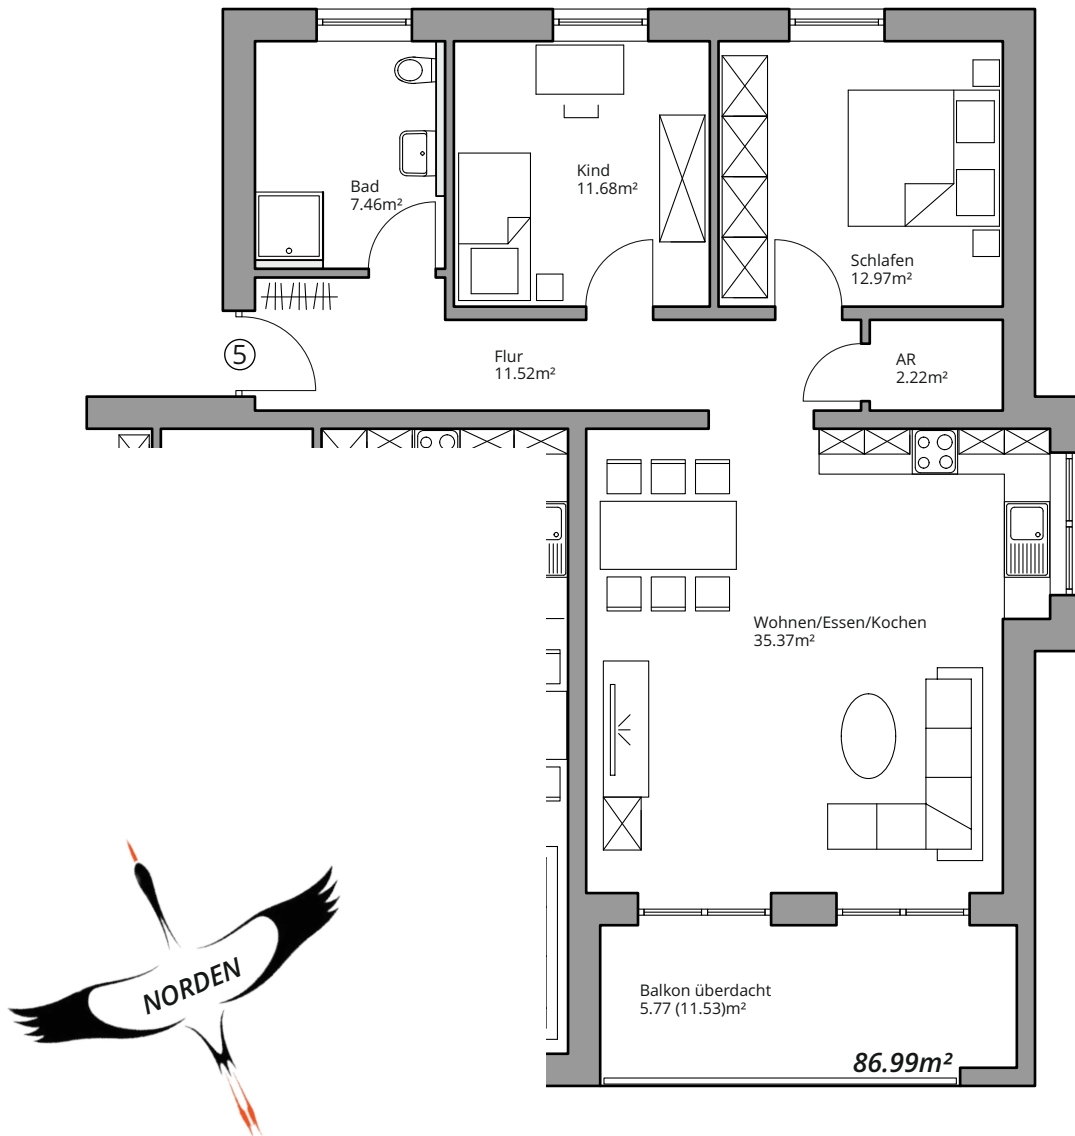 Bad
7.46m²
Kind
11.68m²
Schlafen
12.97m²
5
Flur
11.52m²
AR
2.22m²
Wohnen/Essen/Kochen
35.37m²
NORDEN
Balkon überdacht
5.77 (11.53)m²
86.99m²